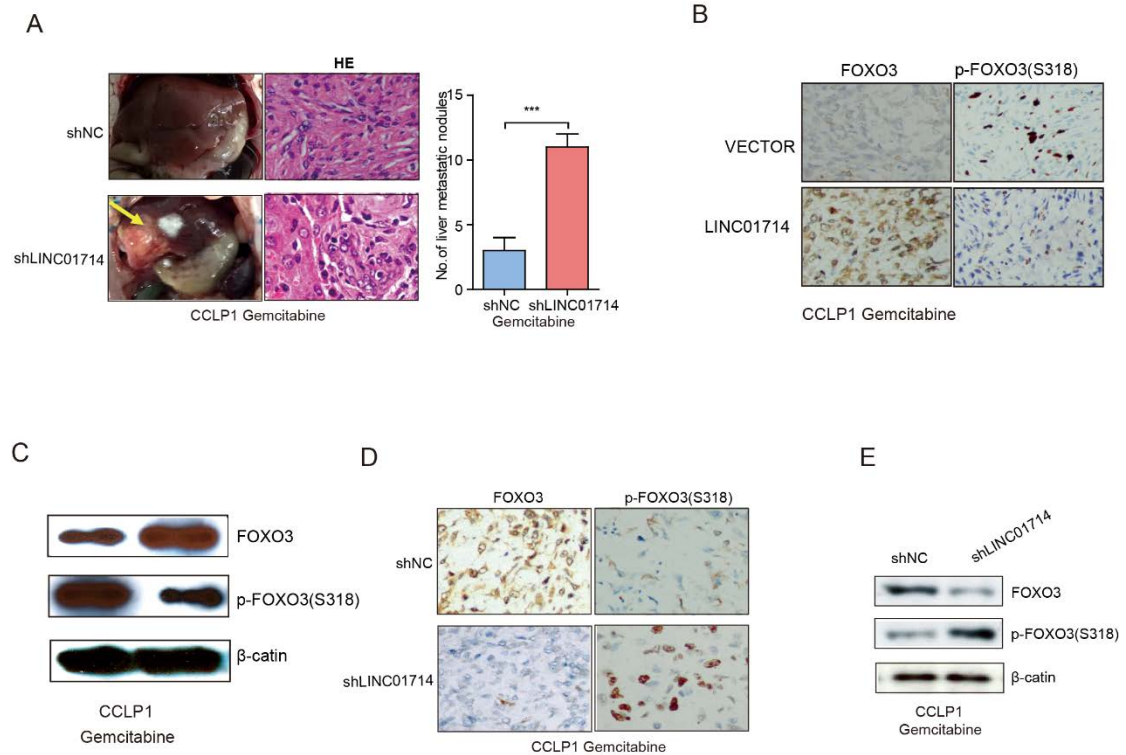 A
HE
shNC
shLINC01714
CCLP1 Gemcitabine
No.of liver metastatic nodules
15
10
5
0
***
shNC
shLINC01714
Gemcitabine
B
FOXO3
p-FOXO3(S318)
VECTOR
LINC01714
CCLP1 Gemcitabine
C
FOXO3
p-FOXO3(S318)
β-catin
CCLP1
Gemcitabine
D
FOXO3
p-FOXO3(S318)
shNC
shLINC01714
CCLP1 Gemcitabine
E
shNC
shLINC01714
FOXO3
p-FOXO3(S318)
β-catin
CCLP1
Gemcitabine